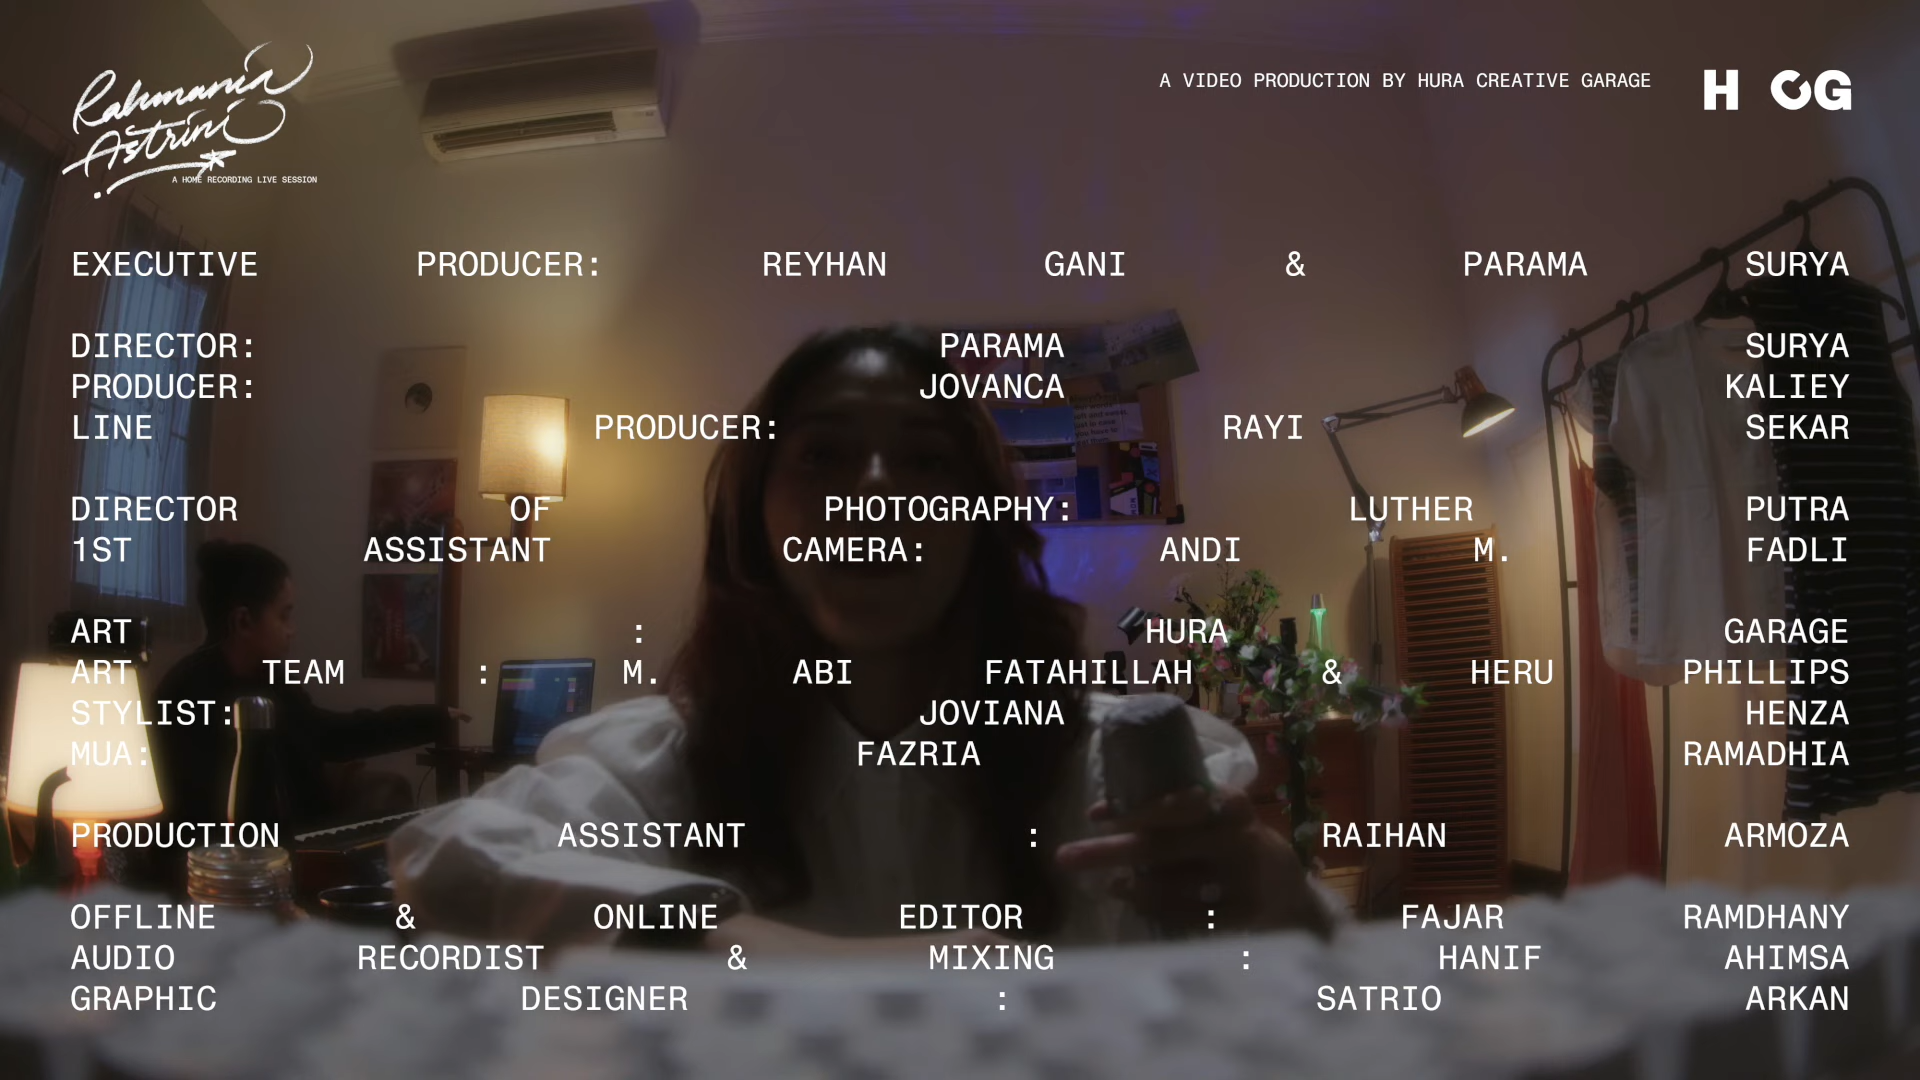 Rahmania
Astrini
A HOME RECORDING LIVE SESSION
A VIDEO PRODUCTION BY HURA CREATIVE GARAGE
H CG
EXECUTIVE PRODUCER: REYHAN GANI & PARAMA SURYA
DIRECTOR: PARAMA SURYA
PRODUCER: JOVANCA KALIEY
LINE PRODUCER: RAYI SEKAR
DIRECTOR OF PHOTOGRAPHY: LUTHER PUTRA
1ST ASSISTANT CAMERA: ANDI M. FADLI
ART : HURA GARAGE
ART TEAM : M. ABI FATAHILLAH & HERU PHILLIPS
STYLIST: JOVIANA HENZA
MUA: FAZRIA RAMADHIA
PRODUCTION ASSISTANT : RAIHAN ARMOZA
OFFLINE & ONLINE EDITOR : FAJAR RAMDHANY
AUDIO RECORDIST & MIXING : HANIF AHIMSA
GRAPHIC DESIGNER : SATRIO ARKAN